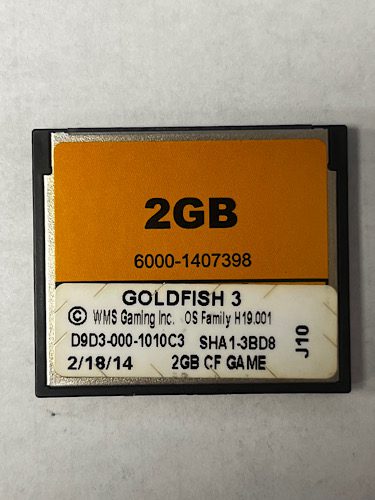 2GB
6000-1407398
GOLDFISH 3
© WMS Gaming Inc. OS Family H19.001
D9D3-000-1010C3 SHA1-3BD8
2/18/14 2GB CF GAME
J10